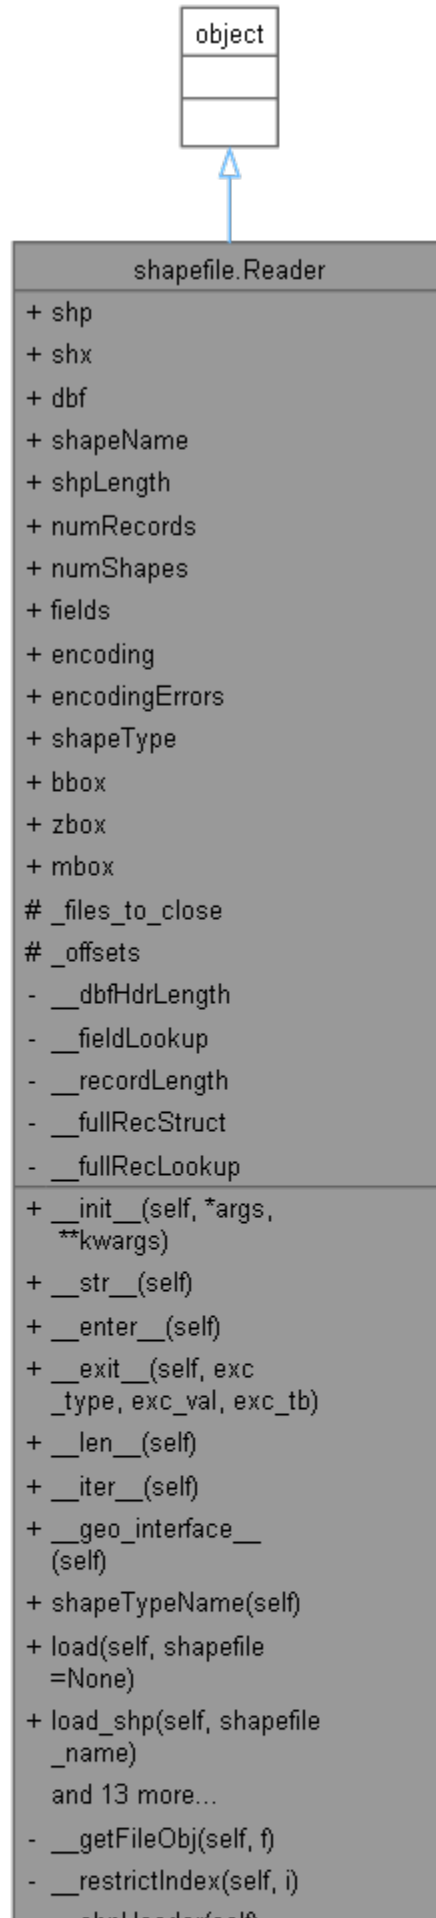 object
shapefile.Reader
+ shp
+ shx
+ dbf
+ shapeName
+ shpLength
+ numRecords
+ numShapes
+ fields
+ encoding
+ encodingErrors
+ shapeType
+ bbox
+ zbox
+ mbox
# _files_to_close
# _offsets
- __dbfHdrLength
- __fieldLookup
- __recordLength
- __fullRecStruct
- __fullRecLookup
+ __init__(self, *args,
**kwargs)
+ __str__(self)
+ __enter__(self)
+ __exit__(self, exc
_type, exc_val, exc_tb)
+ __len__(self)
+ __iter__(self)
+ __geo_interface__
(self)
+ shapeTypeName(self)
+ load(self, shapefile
=None)
+ load_shp(self, shapefile
_name)
and 13 more...
- __getFileObj(self, f)
- __restrictIndex(self, i)